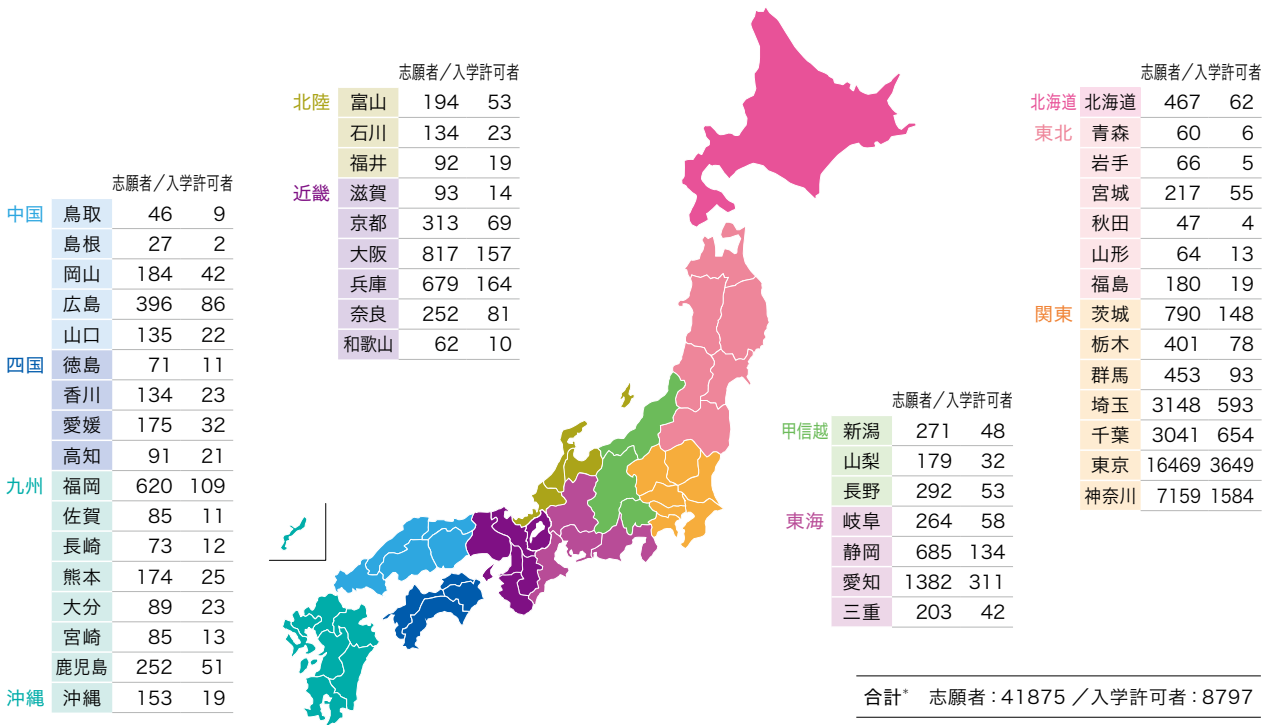 志願者／入学許可者
中国 鳥取 46 9
島根 27 2
岡山 184 42
広島 396 86
山口 135 22
四国 徳島 71 11
香川 134 23
愛媛 175 32
高知 91 21
九州 福岡 620 109
佐賀 85 11
長崎 73 12
熊本 174 25
大分 89 23
宮崎 85 13
鹿児島 252 51
沖縄 沖縄 153 19
志願者／入学許可者
北陸 富山 194 53
石川 134 23
福井 92 19
近畿 滋賀 93 14
京都 313 69
大阪 817 157
兵庫 679 164
奈良 252 81
和歌山 62 10
志願者／入学許可者
甲信越 新潟 271 48
山梨 179 32
長野 292 53
東海 岐阜 264 58
静岡 685 134
愛知 1382 311
三重 203 42
志願者／入学許可者
北海道 北海道 467 62
東北 青森 60 6
岩手 66 5
宮城 217 55
秋田 47 4
山形 64 13
福島 180 19
関東 茨城 790 148
栃木 401 78
群馬 453 93
埼玉 3148 593
千葉 3041 654
東京 16469 3649
神奈川 7159 1584
合計* 志願者：41875 ／入学許可者：8797